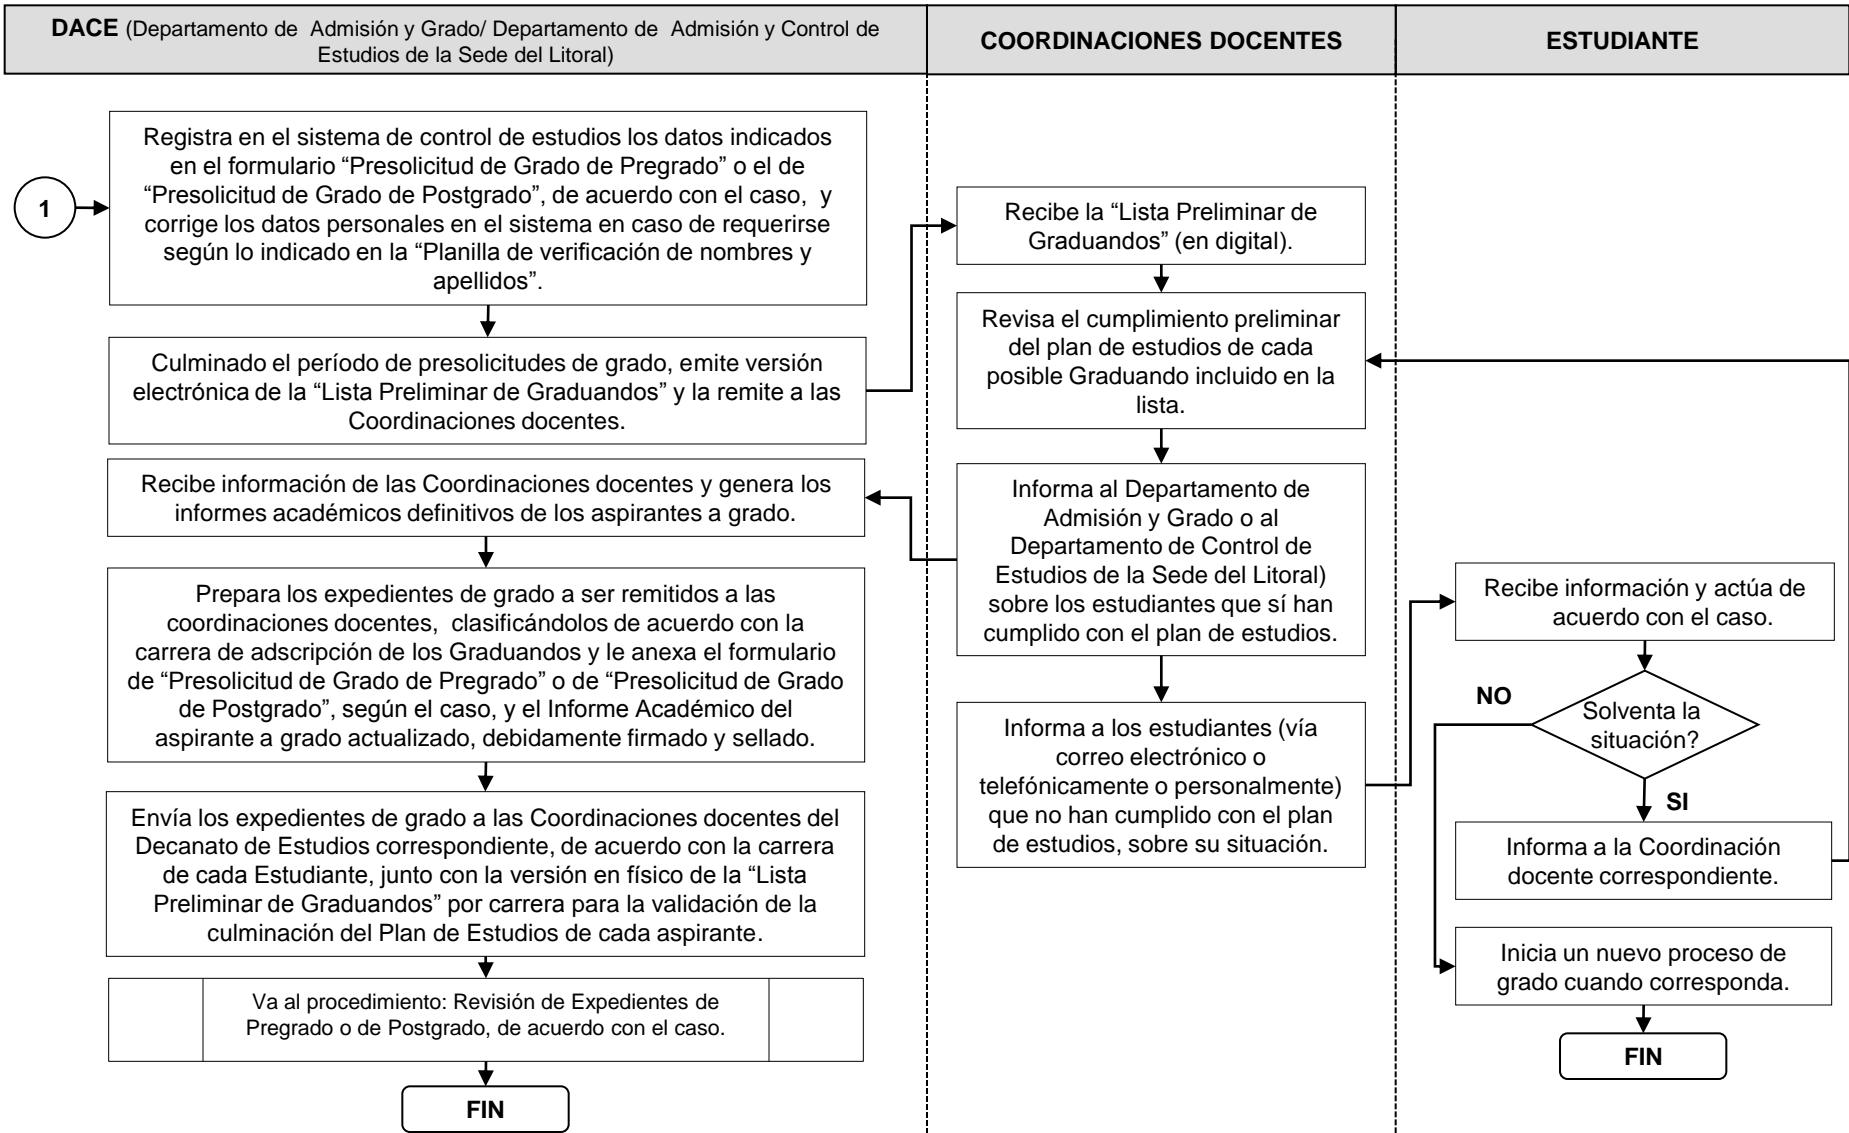 DACE (Departamento de Admisión y Grado/ Departamento de Admisión y Control de
Estudios de la Sede del Litoral)
COORDINACIONES DOCENTES
ESTUDIANTE
1
Registra en el sistema de control de estudios los datos indicados
en el formulario “Presolicitud de Grado de Pregrado” o el de
“Presolicitud de Grado de Postgrado”, de acuerdo con el caso, y
corrige los datos personales en el sistema en caso de requerirse
según lo indicado en la “Planilla de verificación de nombres y
apellidos”.
Culminado el período de presolicitudes de grado, emite versión
electrónica de la “Lista Preliminar de Graduandos” y la remite a las
Coordinaciones docentes.
Recibe información de las Coordinaciones docentes y genera los
informes académicos definitivos de los aspirantes a grado.
Prepara los expedientes de grado a ser remitidos a las
coordinaciones docentes, clasificándolos de acuerdo con la
carrera de adscripción de los Graduandos y le anexa el formulario
de “Presolicitud de Grado de Pregrado” o de “Presolicitud de Grado
de Postgrado”, según el caso, y el Informe Académico del
aspirante a grado actualizado, debidamente firmado y sellado.
Envía los expedientes de grado a las Coordinaciones docentes del
Decanato de Estudios correspondiente, de acuerdo con la carrera
de cada Estudiante, junto con la versión en físico de la “Lista
Preliminar de Graduandos” por carrera para la validación de la
culminación del Plan de Estudios de cada aspirante.
Va al procedimiento: Revisión de Expedientes de
Pregrado o de Postgrado, de acuerdo con el caso.
FIN
Recibe la “Lista Preliminar de
Graduandos” (en digital).
Revisa el cumplimiento preliminar
del plan de estudios de cada
posible Graduando incluido en la
lista.
Informa al Departamento de
Admisión y Grado o al
Departamento de Control de
Estudios de la Sede del Litoral)
sobre los estudiantes que sí han
cumplido con el plan de estudios.
Informa a los estudiantes (vía
correo electrónico o
telefónicamente o personalmente)
que no han cumplido con el plan
de estudios, sobre su situación.
Recibe información y actúa de
acuerdo con el caso.
NO
Solventa la
situación?
SI
Informa a la Coordinación
docente correspondiente.
Inicia un nuevo proceso de
grado cuando corresponda.
FIN